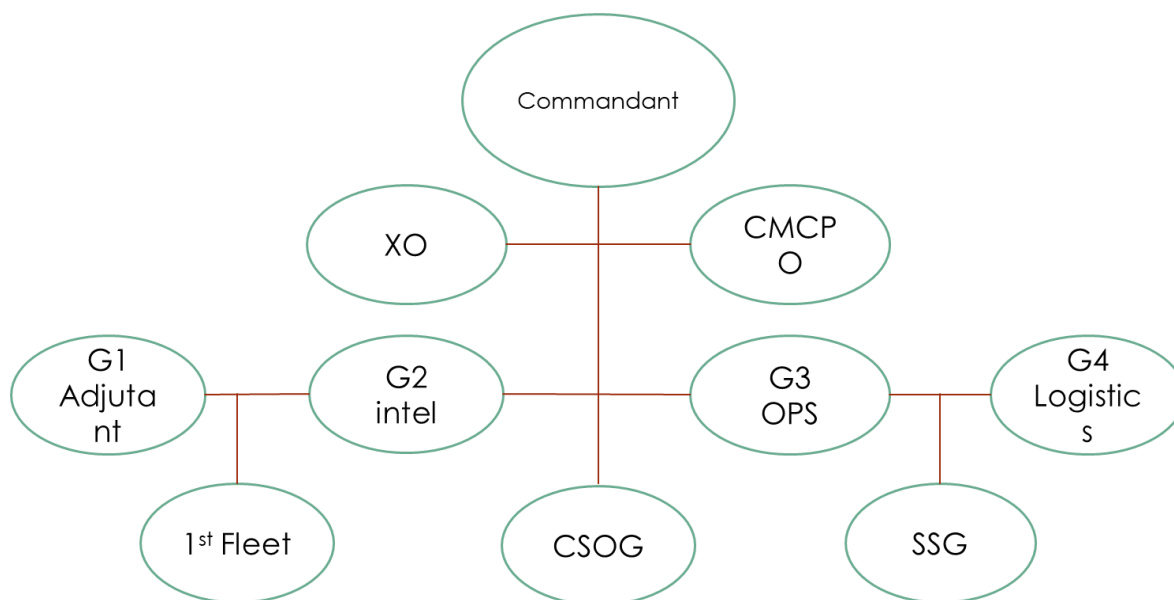 Commandant
XO
CMCP
O
G1
Adjuta
nt
G2
intel
G3
OPS
G4
Logistic
s
1st Fleet
CSOG
SSG